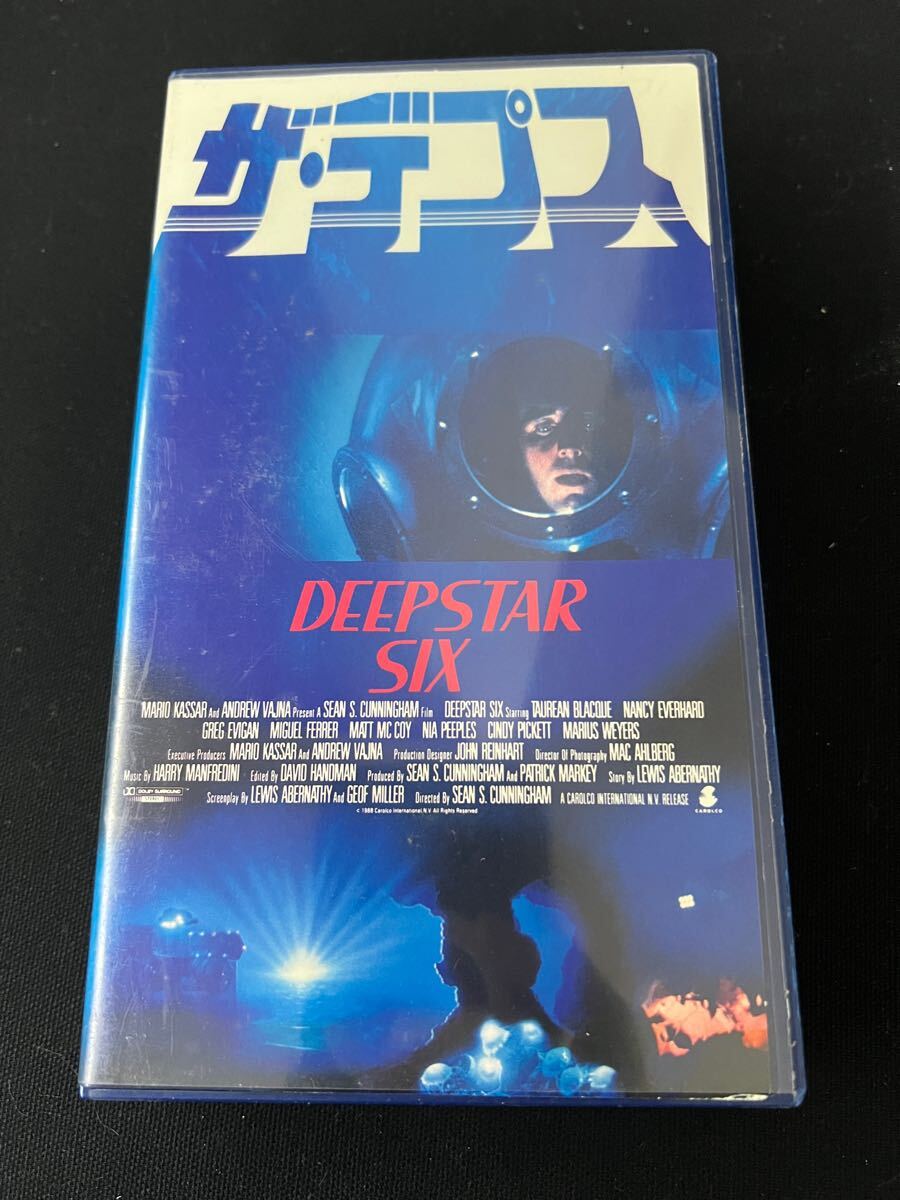 ザ・デプス
DEEPSTAR
SIX
MARIO KASSAR And ANDREW VAJNA Present A SEAN S. CUNNINGHAM Film DEEPSTAR SIX Starring TAUREAN BLACQUE NANCY EVERHARD
GREG EVIGAN MIGUEL FERRER MATT MC COY NIA PEEPLES CINDY PICKETT MARIUS WEYERS
Executive Producers MARIO KASSAR And ANDREW VAJNA Production Designer JOHN REINHART Director Of Photography MAC AHLBERG
Music By HARRY MANFREDINI Edited By DAVID HANDMAN Produced By SEAN S. CUNNINGHAM And PATRICK MARKEY Story By LEWIS ABERNATHY
DOLBY SURROUND
STEREO
Screenplay By LEWIS ABERNATHY And GEOF MILLER Directed By SEAN S. CUNNINGHAM A CAROLCO INTERNATIONAL N.V. RELEASE
CAROLCO
c 1988 Carolco International, N.V. All Rights Reserved